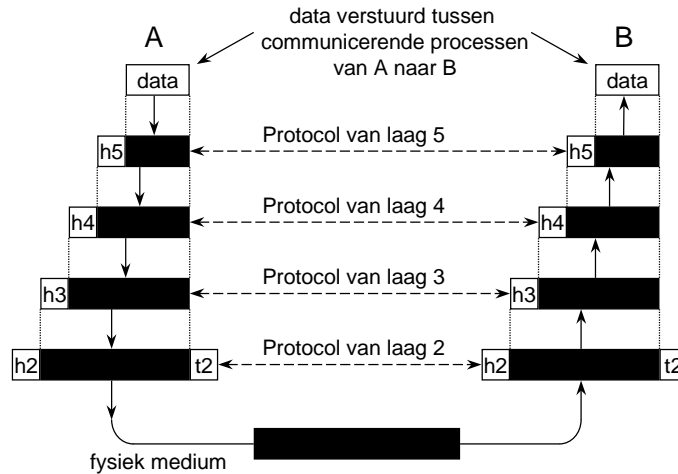 data verstuurd tussen
communicerende processen
van A naar B
A
B
data
data
h5
Protocol van laag 5
h5
h4
Protocol van laag 4
h4
h3
Protocol van laag 3
h3
h2
t2
Protocol van laag 2
h2
t2
fysiek medium